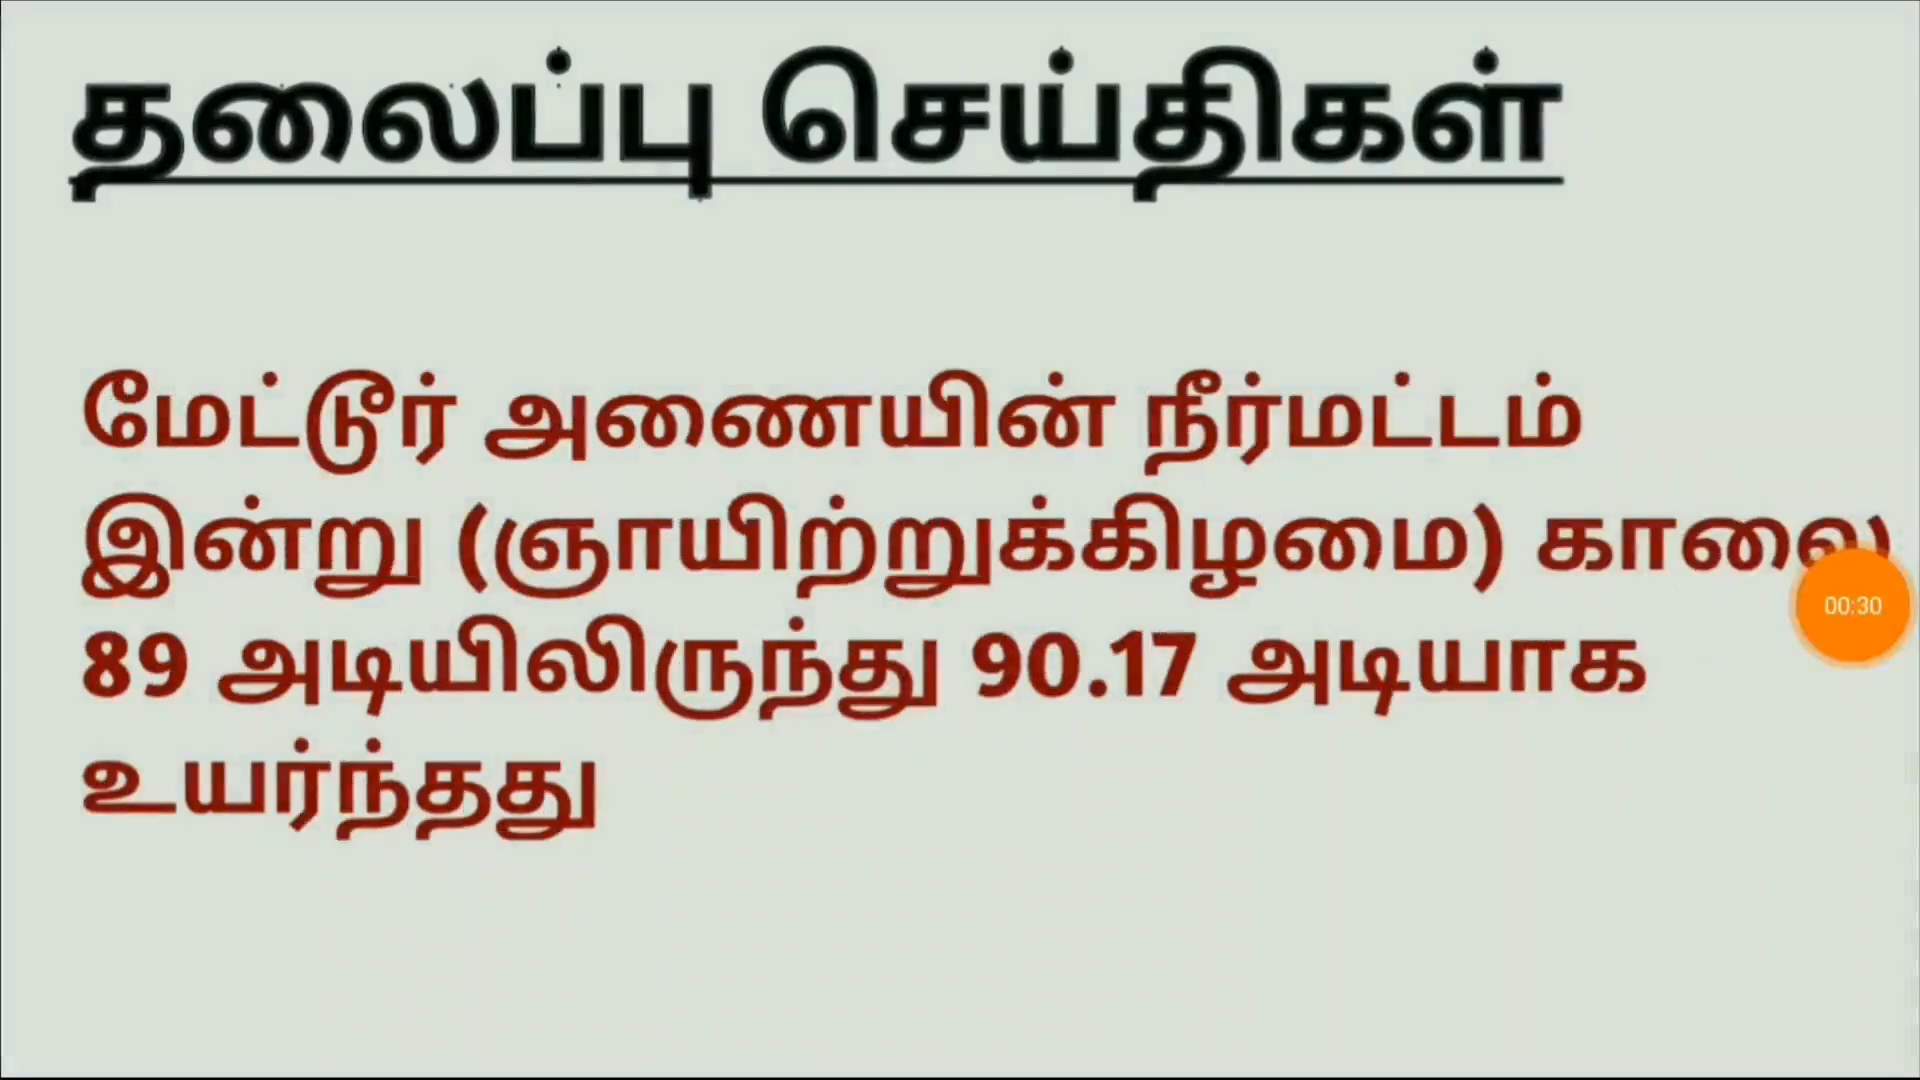 தலைப்பு செய்திகள்
மேட்டூர் அணையின் நீர்மட்டம்
இன்று (ஞாயிற்றுக்கிழமை) காலை
00:30
89 அடியிலிருந்து 90.17 அடியாக
உயர்ந்தது